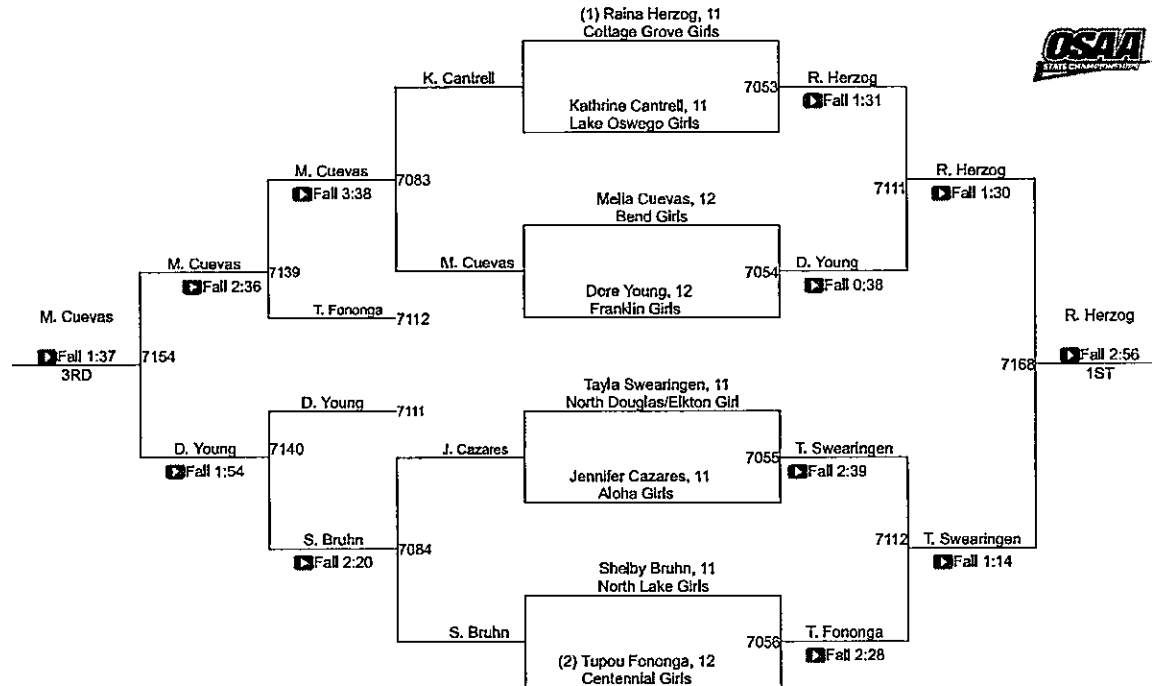 (1) Raina Herzog, 11
Cottage Grove Girls
OSAA
STATE CHAMPIONSHIPS
K. Cantrell
7053
R. Herzog
Fall 1:31
Kathrine Cantrell, 11
Lake Oswego Girls
M. Cuevas
Fall 3:38
7083
7111
R. Herzog
Fall 1:30
Melia Cuevas, 12
Bend Girls
M. Cuevas
Fall 2:36
7139
M. Cuevas
7054
D. Young
Fall 0:38
Dore Young, 12
Franklin Girls
T. Fononga
7112
M. Cuevas
Fall 1:37
3RD
7154
7168
R. Herzog
Fall 2:56
1ST
Tayla Swearingen, 11
North Douglas/Elkton Girl
D. Young
7111
D. Young
Fall 1:54
7140
J. Cazares
7055
T. Swearingen
Fall 2:39
Jennifer Cazares, 11
Aloha Girls
S. Bruhn
Fall 2:20
7084
7112
T. Swearingen
Fall 1:14
Shelby Bruhn, 11
North Lake Girls
S. Bruhn
7056
T. Fononga
Fall 2:28
(2) Tupou Fononga, 12
Centennial Girls